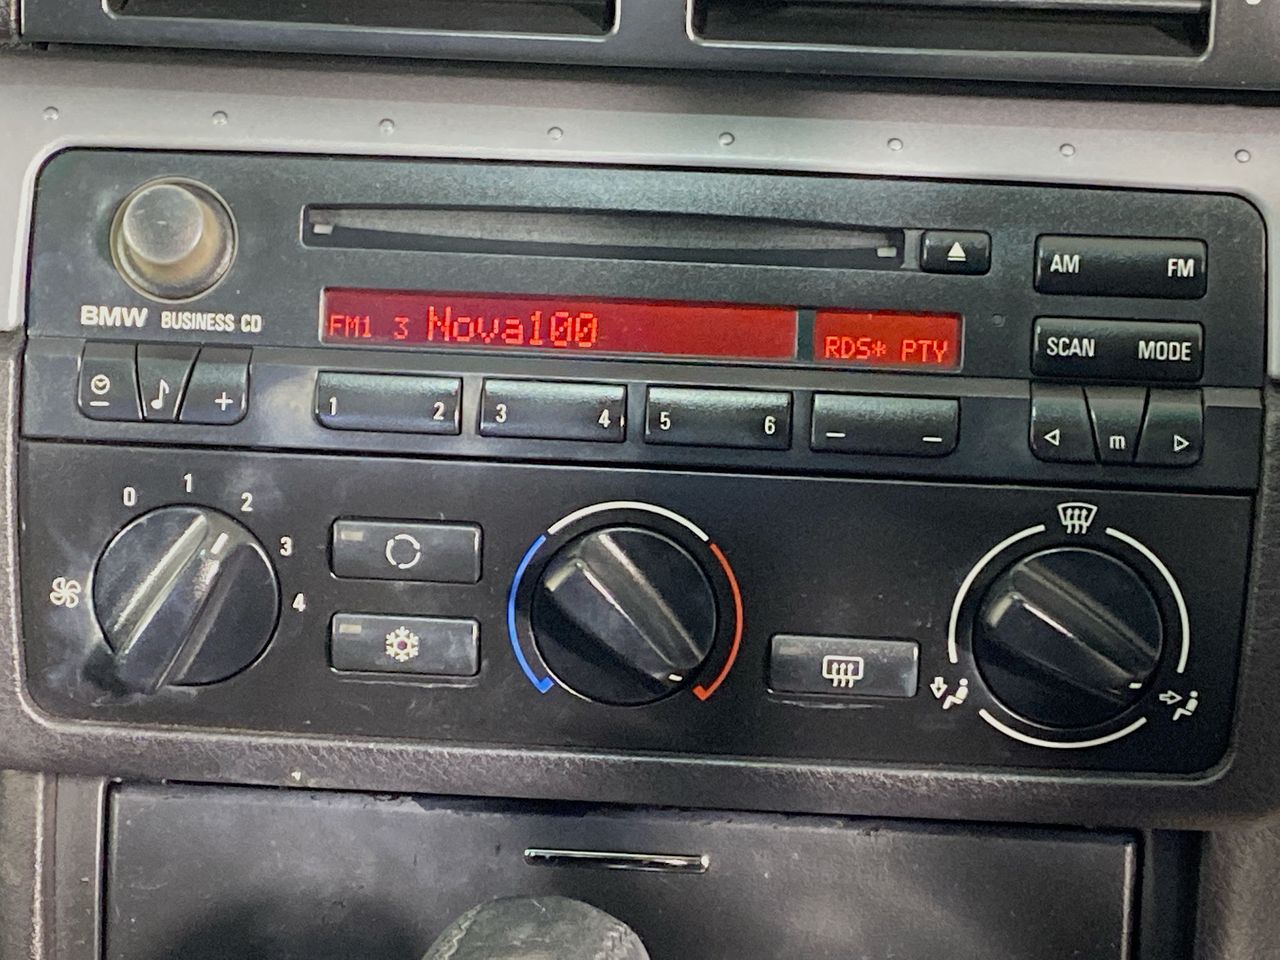 AM FM
BMW BUSINESS CD
FM1 3 Nova100 RDS* PTY
SCAN MODE
− + 1 2 3 4 5 6 − − m
0 1 2 3 4